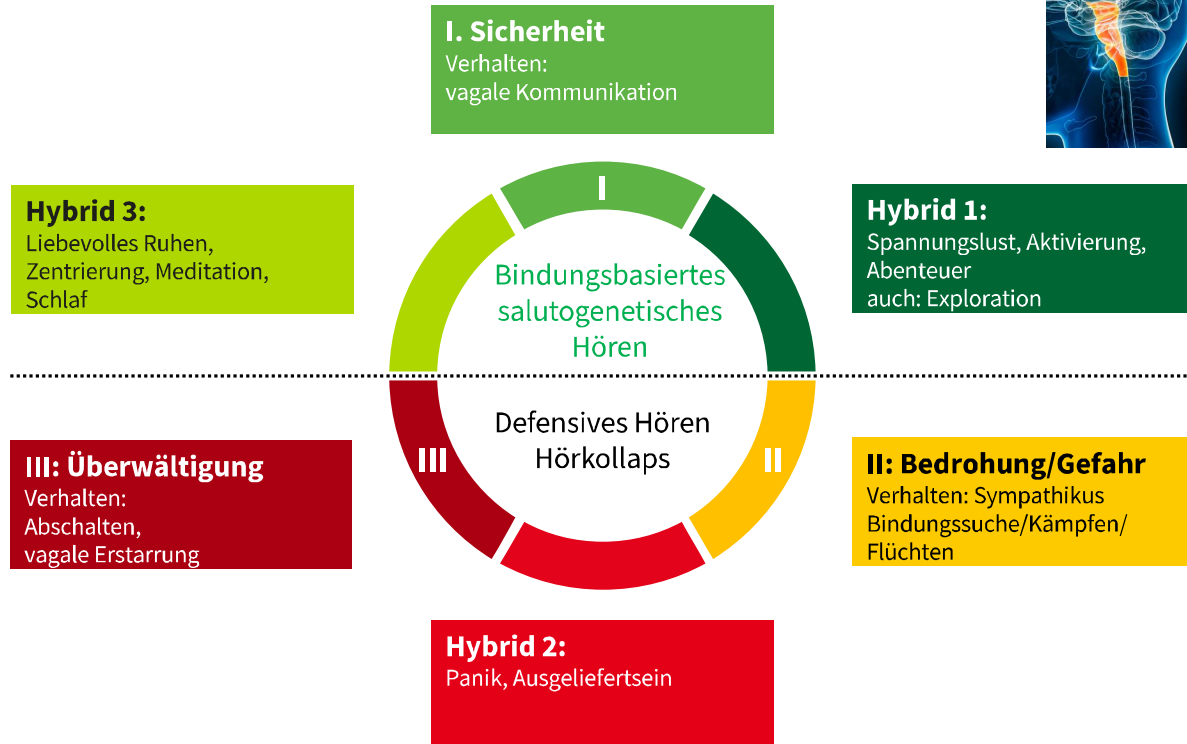 I. Sicherheit
Verhalten:
vagale Kommunikation
Hybrid 3:
Liebevolles Ruhen,
Zentrierung, Meditation,
Schlaf
I
Hybrid 1:
Spannungslust, Aktivierung,
Abenteuer
auch: Exploration
Bindungsbasiertes
salutogenetisches
Hören
Defensives Hören
Hörkollaps
III
II
III: Überwältigung
Verhalten:
Abschalten,
vagale Erstarrung
II: Bedrohung/Gefahr
Verhalten: Sympathikus
Bindungssuche/Kämpfen/
Flüchten
Hybrid 2:
Panik, Ausgeliefertsein